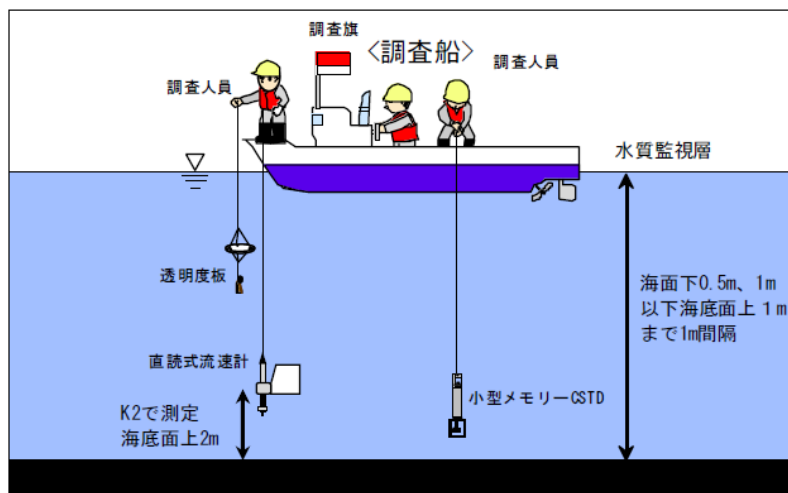 調査旗
〈調査船〉
調査人員
調査人員
水質監視層
透明度板
海面下0.5m、1m
以下海底面上１m
まで1m間隔
直読式流速計
小型メモリーCSTD
K2で測定
海底面上2m